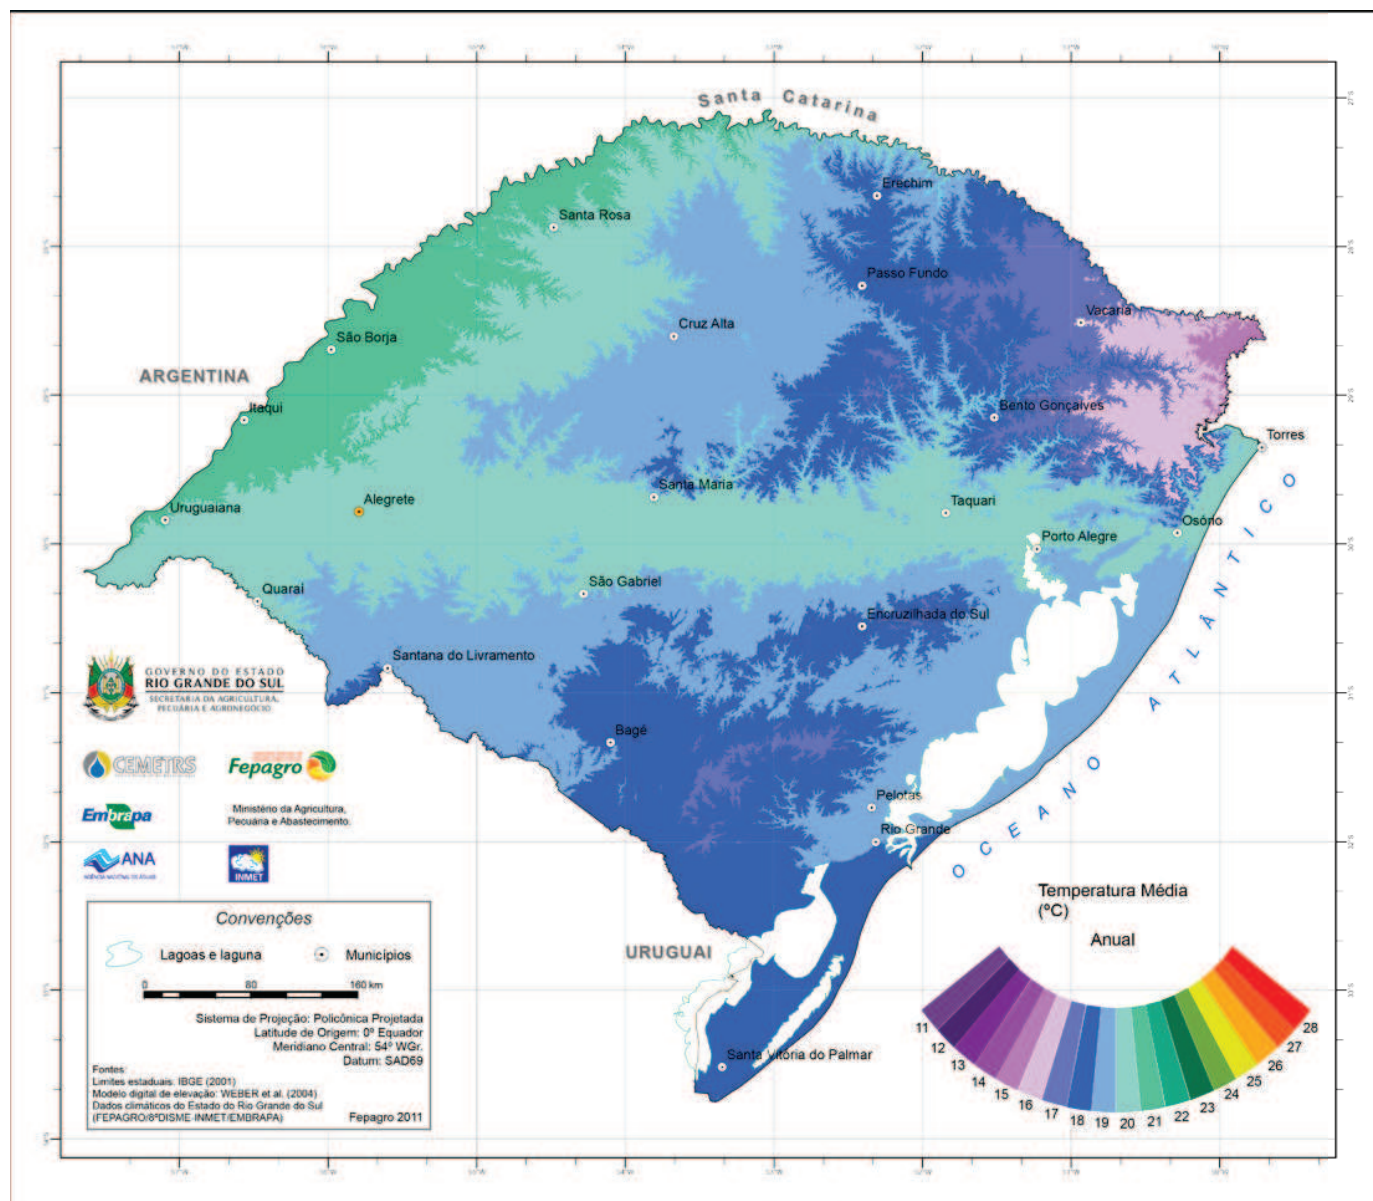 Santa Catarina
Erechim
Santa Rosa
Passo Fundo
Vacaria
Cruz Alta
São Borja
ARGENTINA
Itaqui
Bento Gonçalves
Torres
Santa Maria
Alegrete
Taquari
Uruguaiana
Osório
Porto Alegre
Quaraí
São Gabriel
Encruzilhada do Sul
Santana do Livramento
Bagé
Pelotas
Rio Grande
OCEANO ATLÂNTICO
URUGUAI
Santa Vitória do Palmar
GOVERNO DO ESTADO
RIO GRANDE DO SUL
SECRETARIA DA AGRICULTURA,
PECUÁRIA E AGRONEGÓCIO
CEMETRS
Fepagro
Embrapa
Ministério da Agricultura,
Pecuária e Abastecimento.
ANA
AGÊNCIA NACIONAL DE ÁGUAS
INMET
Convenções
Lagoas e laguna
Municípios
0 80 160 km
Sistema de Projeção: Policônica Projetada
Latitude de Origem: 0º Equador
Meridiano Central: 54º WGr.
Datum: SAD69
Fontes:
Limites estaduais: IBGE (2001)
Modelo digital de elevação: WEBER et al. (2004)
Dados climáticos do Estado do Rio Grande do Sul
(FEPAGRO/8ºDISME-INMET/EMBRAPA)
Fepagro 2011
Temperatura Média
(ºC)
Anual
11
12
13
14
15
16
17
18
19
20
21
22
23
24
25
26
27
28